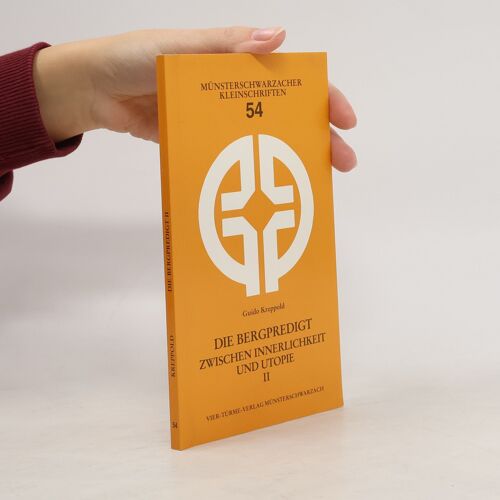 MÜNSTERSCHWARZACHER
KLEINSCHRIFTEN
54
Guido Kreppold
DIE BERGPREDIGT
ZWISCHEN INNERLICHKEIT
UND UTOPIE
II
VIER-TÜRME-VERLAG MÜNSTERSCHWARZACH
DIE BERGPREDIGT II
KREPPOLD
54